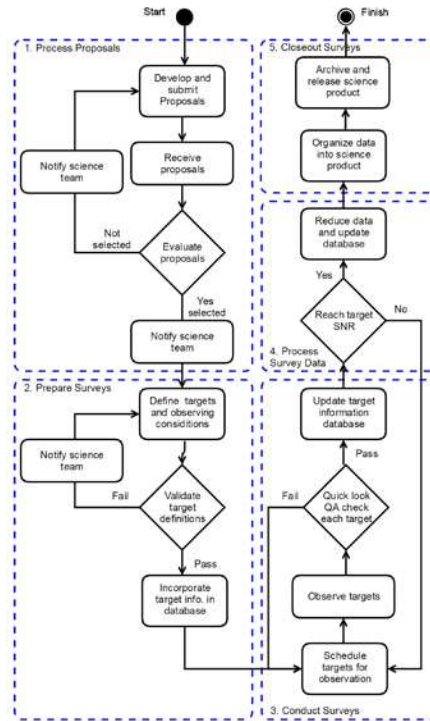 Start
1. Process Proposals
Develop and
submit
Proposals
Notify science
team
Receive
proposals
Not
selected
Evaluate
proposals
Yes
selected
Notify science
team
2. Prepare Surveys
Define targets
and observing
considitions
Notify science
team
Fail
Validate
target
definitions
Pass
Incorporate
target info. in
database
Finish
5. Closeout Surveys
Archive and
release science
product
Organize data
into science
product
Reduce data
and update
database
Yes
No
Reach target
SNR
4. Process
Survey Data
Update target
information
database
Pass
Fail
Quick look
QA check
each target
Observe targets
Schedule
targets for
observation
3. Conduct Surveys